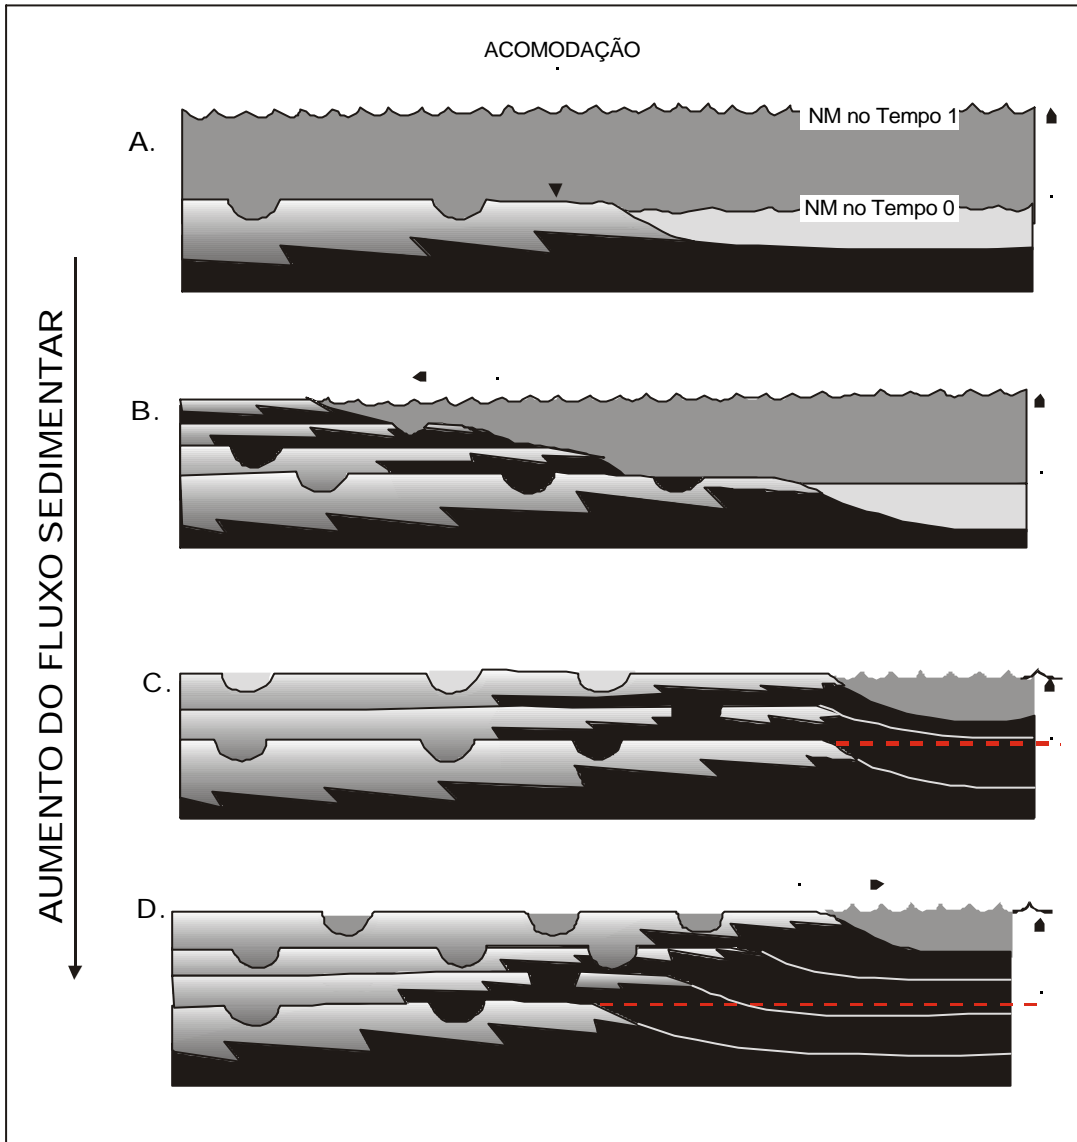 ACOMODAÇÃO
A.
NM no Tempo 1
NM no Tempo 0
AUMENTO DO FLUXO SEDIMENTAR
B.
C.
D.